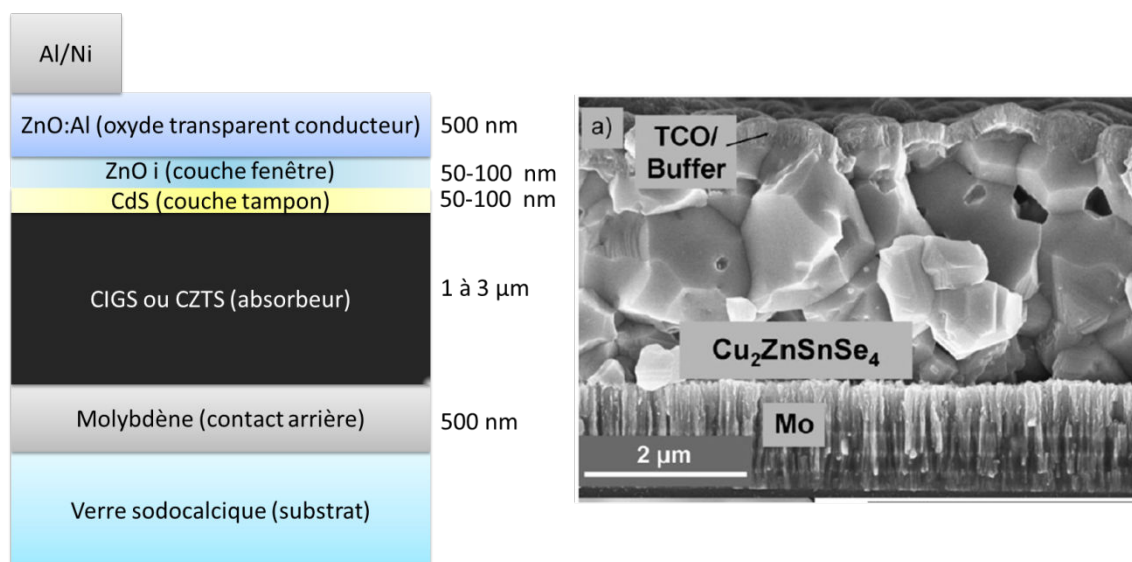 Al/Ni
ZnO:Al (oxyde transparent conducteur)
500 nm
ZnO i (couche fenêtre)
50-100 nm
CdS (couche tampon)
50-100 nm
CIGS ou CZTS (absorbeur)
1 à 3 µm
Molybdène (contact arrière)
500 nm
Verre sodocalcique (substrat)
a)
TCO/
Buffer
Cu₂ZnSnSe₄
Mo
2 µm